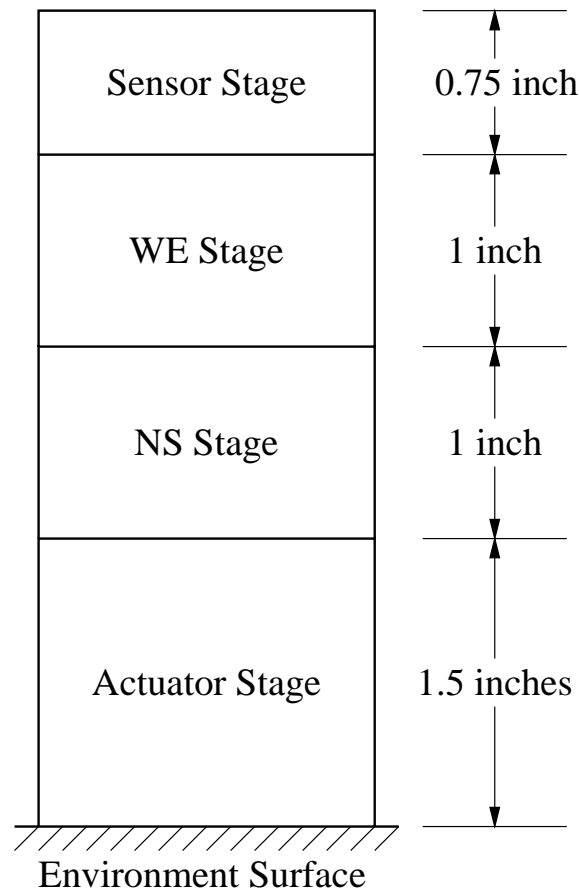 Sensor Stage
0.75 inch
WE Stage
1 inch
NS Stage
1 inch
Actuator Stage
1.5 inches
Environment Surface